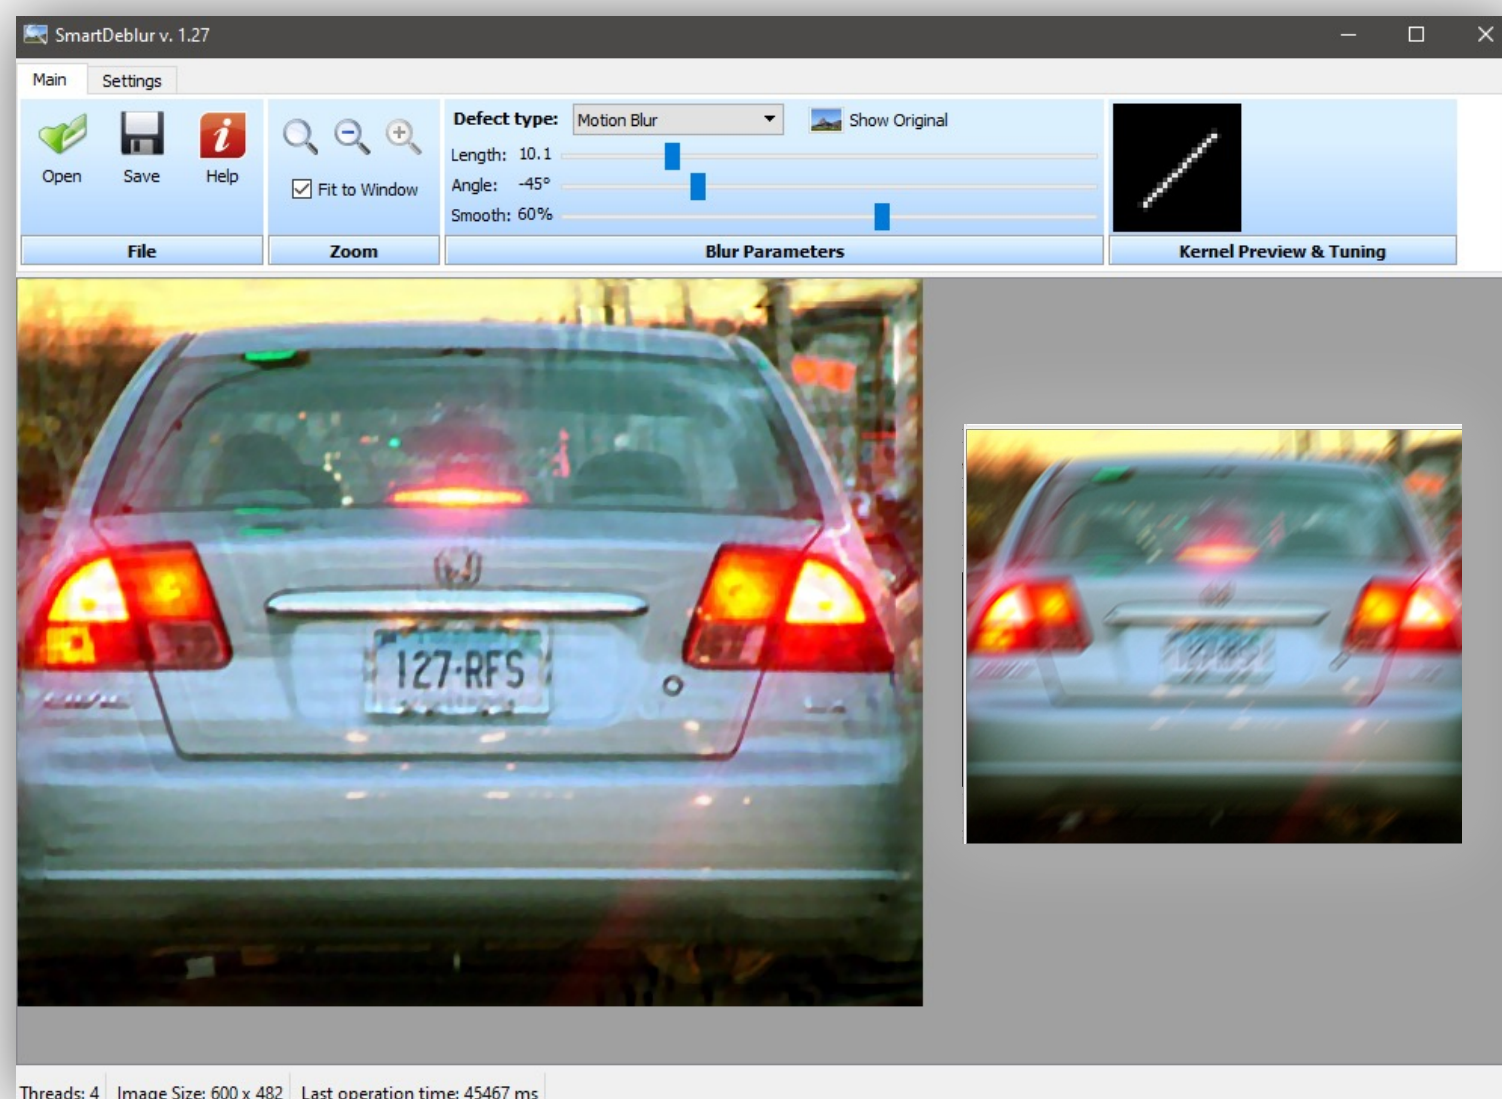 SmartDeblur v. 1.27
Main Settings
Open Save Help
Fit to Window
Defect type: Motion Blur Show Original
Length: 10.1
Angle: -45°
Smooth: 60%
File Zoom Blur Parameters Kernel Preview & Tuning
127·RFS
Threads: 4 Image Size: 600 x 482 Last operation time: 45467 ms